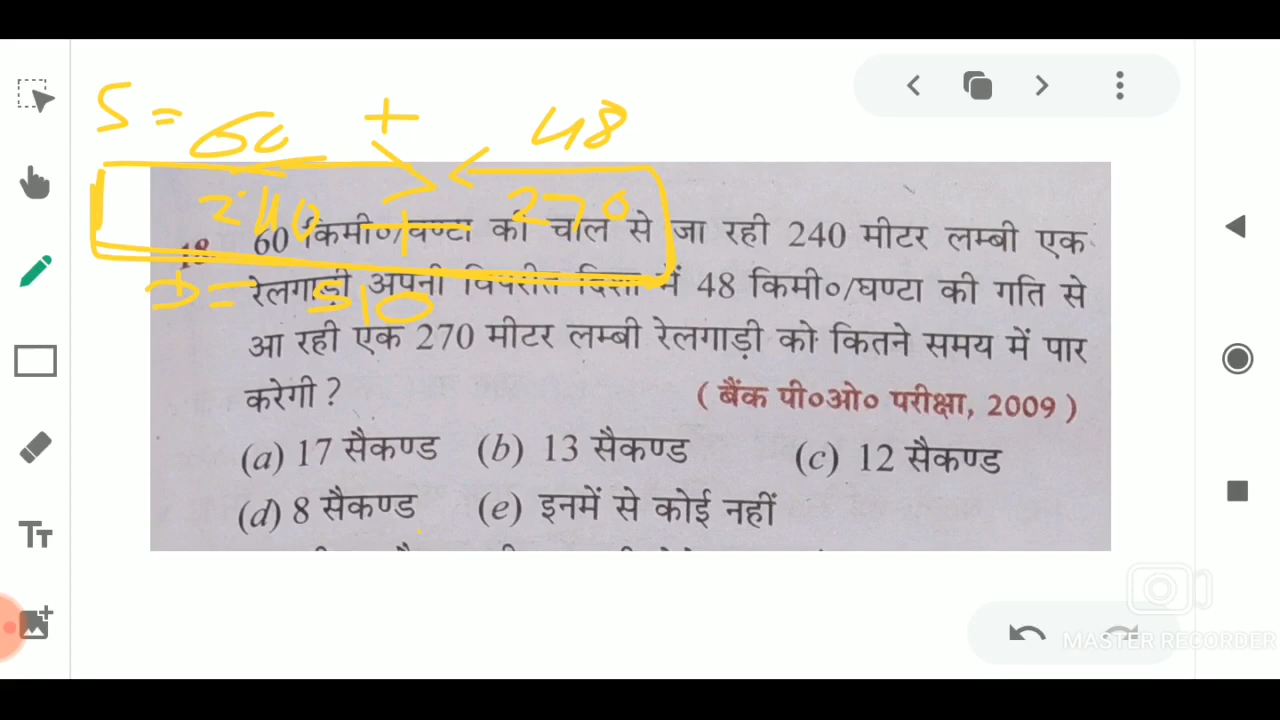 S = 60 + 48
240 + 270
18 60 किमी०/घण्टा की चाल से जा रही 240 मीटर लम्बी एक
D = 510
रेलगाड़ी अपनी विपरीत दिशा में 48 किमी०/घण्टा की गति से
आ रही एक 270 मीटर लम्बी रेलगाड़ी को कितने समय में पार
करेगी ? ( बैंक पी०ओ० परीक्षा, 2009 )
(a) 17 सैकण्ड (b) 13 सैकण्ड (c) 12 सैकण्ड
(d) 8 सैकण्ड (e) इनमें से कोई नहीं
Tт
MASTER RECORDER